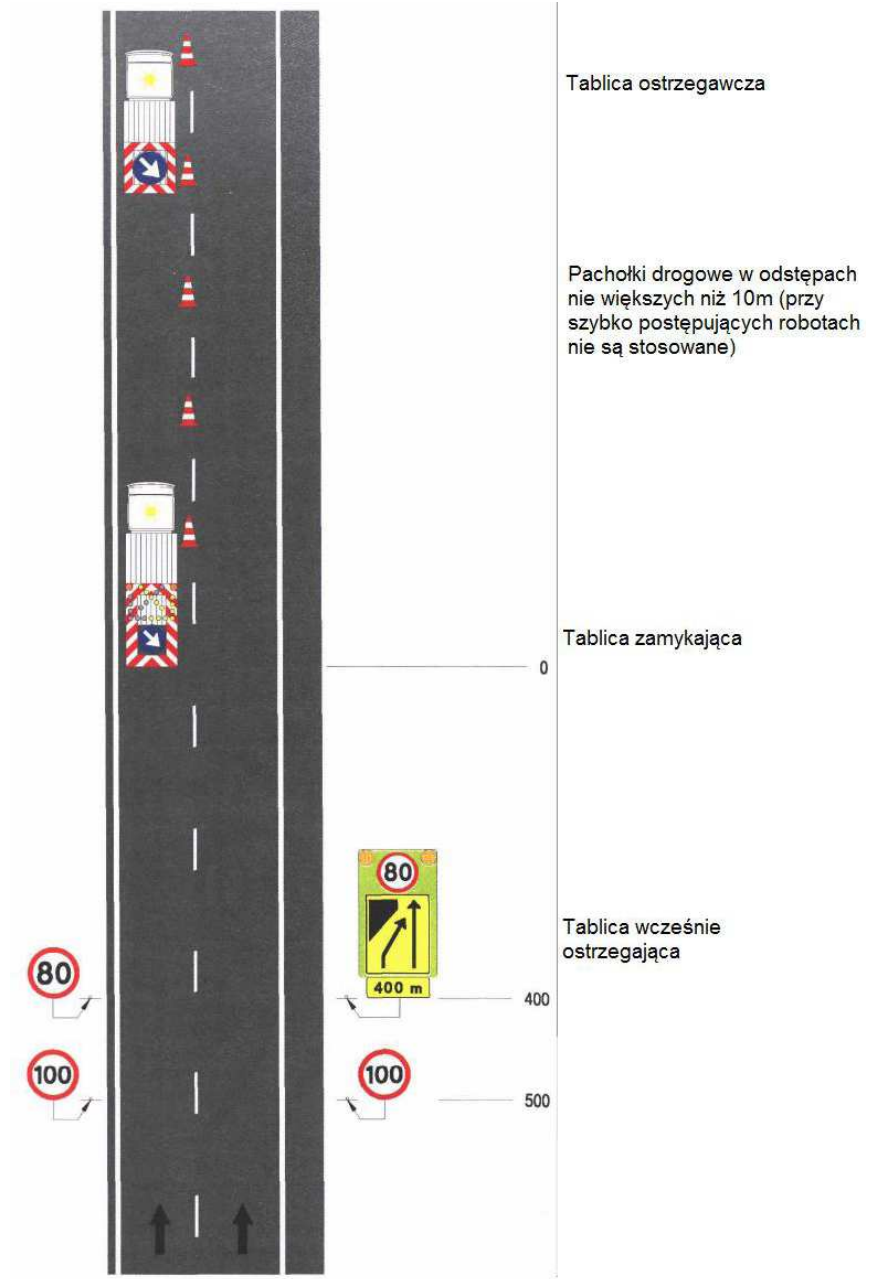 Tablica ostrzegawcza
Pachołki drogowe w odstępach
nie większych niż 10m (przy
szybko postępujących robotach
nie są stosowane)
Tablica zamykająca
0
80
Tablica wcześnie
ostrzegająca
80
400 m
400
100
100
500